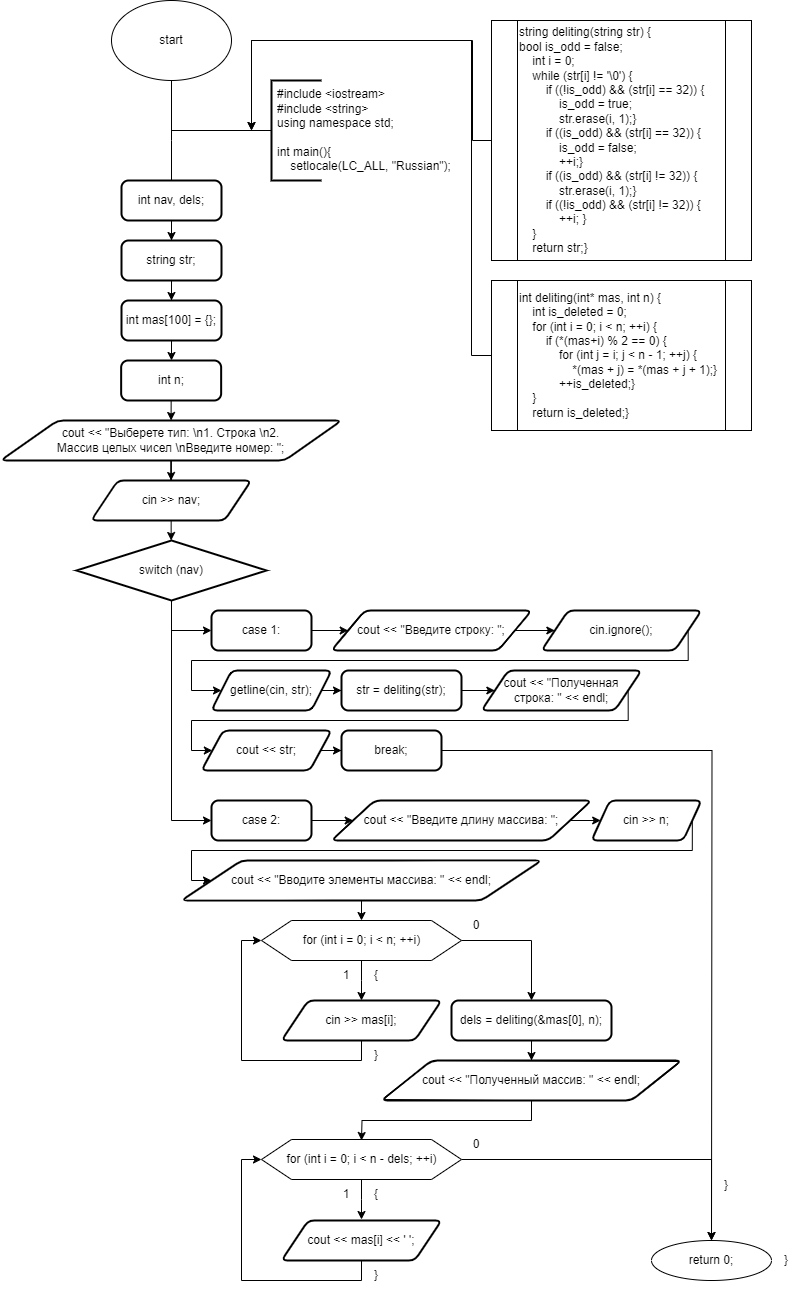 start
#include <iostream>
#include <string>
using namespace std;
int main(){
setlocale(LC_ALL, "Russian");
string deliting(string str) {
bool is_odd = false;
int i = 0;
while (str[i] != '\0') {
if ((!is_odd) && (str[i] == 32)) {
is_odd = true;
str.erase(i, 1);}
if ((is_odd) && (str[i] == 32)) {
is_odd = false;
++i;}
if ((is_odd) && (str[i] != 32)) {
str.erase(i, 1);}
if ((!is_odd) && (str[i] != 32)) {
++i; }
}
return str;}
int deliting(int* mas, int n) {
int is_deleted = 0;
for (int i = 0; i < n; ++i) {
if (*(mas+i) % 2 == 0) {
for (int j = i; j < n - 1; ++j) {
*(mas + j) = *(mas + j + 1);}
++is_deleted;}
}
return is_deleted;}
int nav, dels;
string str;
int mas[100] = {};
int n;
cout << "Выберете тип: \n1. Строка \n2.
Массив целых чисел \nВведите номер: ";
cin >> nav;
switch (nav)
case 1:
cout << "Введите строку: ";
cin.ignore();
getline(cin, str);
str = deliting(str);
cout << "Полученная
строка: " << endl;
cout << str;
break;
case 2:
cout << "Введите длину массива: ";
cin >> n;
cout << "Вводите элементы массива: " << endl;
for (int i = 0; i < n; ++i)
0
1
{
cin >> mas[i];
}
dels = deliting(&mas[0], n);
cout << "Полученный массив: " << endl;
for (int i = 0; i < n - dels; ++i)
0
1
{
cout << mas[i] << ' ';
}
}
return 0;
}